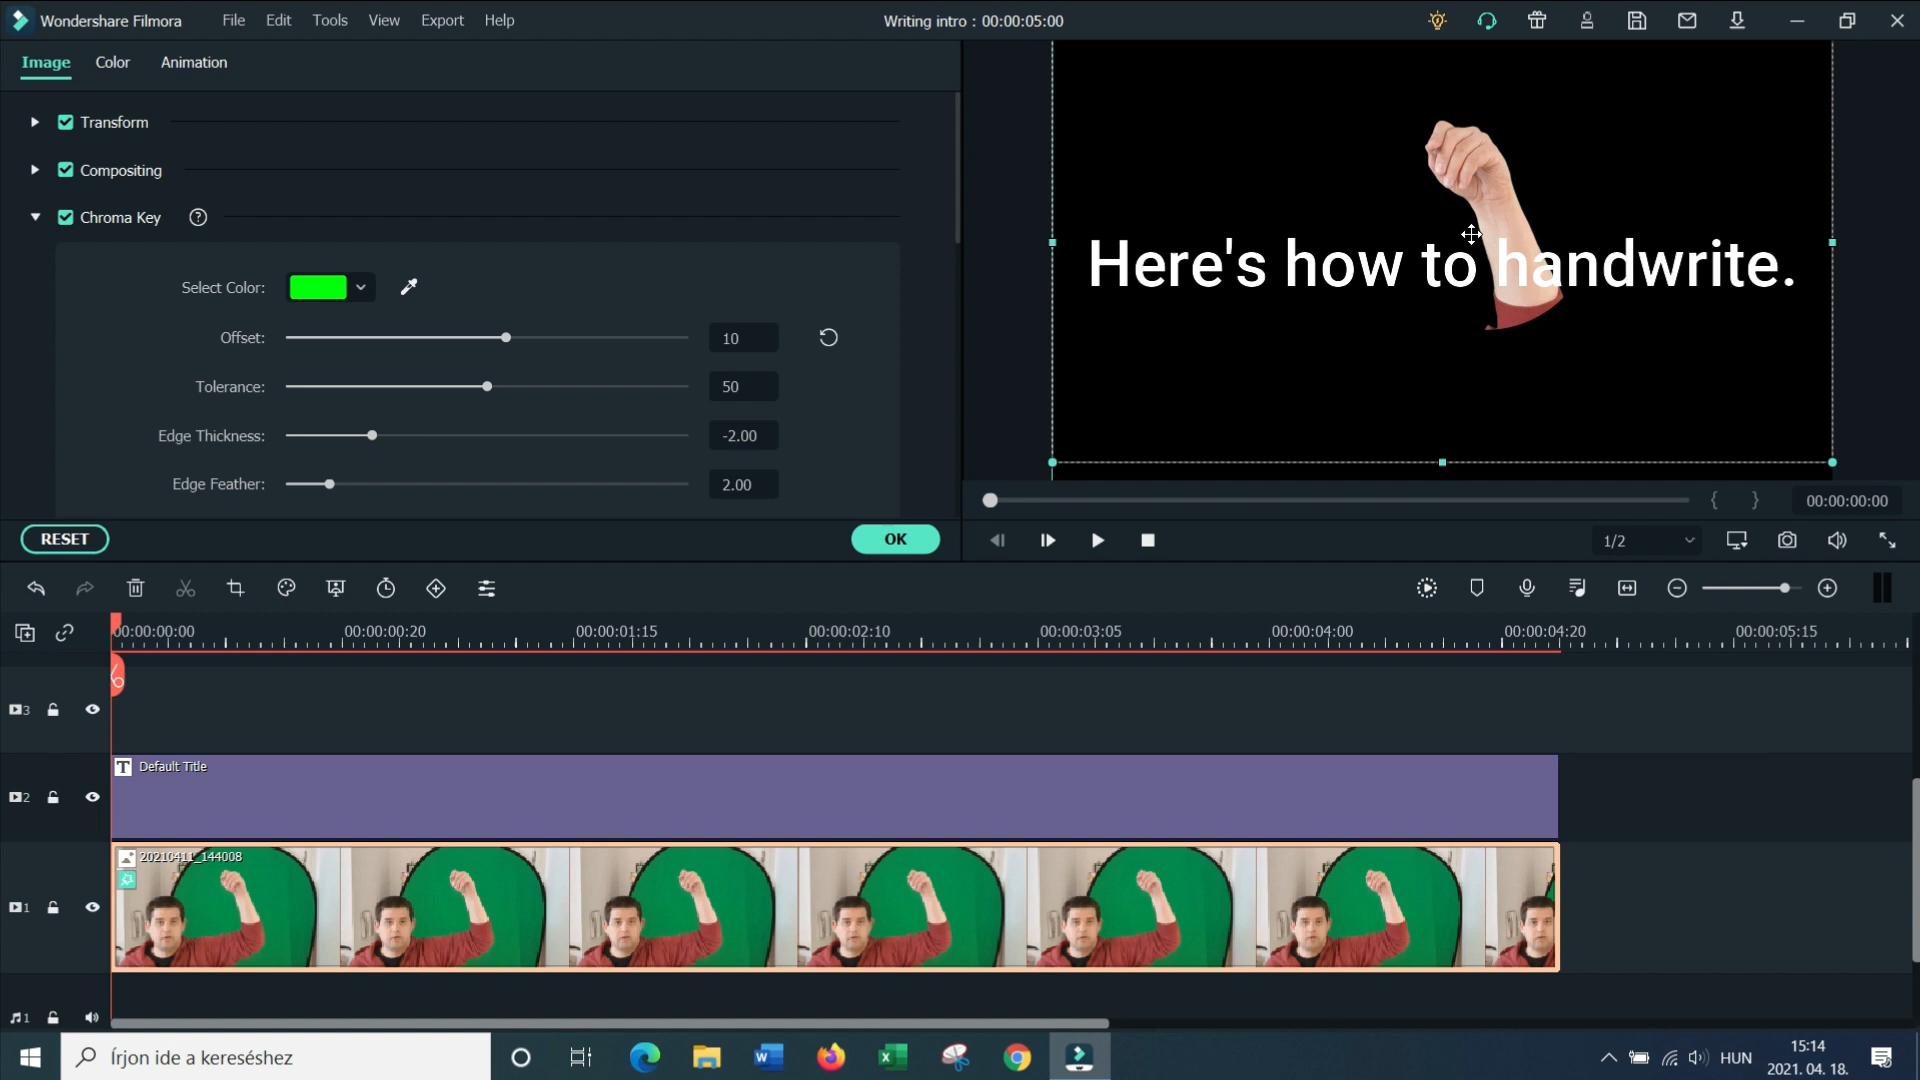 Wondershare Filmora
File Edit Tools View Export Help
Writing intro : 00:00:05:00
Image Color Animation
Transform
Compositing
Chroma Key ?
Select Color:
Offset: 10
Tolerance: 50
Edge Thickness: -2.00
Edge Feather: 2.00
RESET OK
Here's how to handwrite.
{ } 00:00:00:00
1/2
00:00:00:00 00:00:00:20 00:00:01:15 00:00:02:10 00:00:03:05 00:00:04:00 00:00:04:20 00:00:05:15
3
2 T Default Title
1 20210411_144008
1
Írjon ide a kereséshez
HUN
15:14
2021. 04. 18.